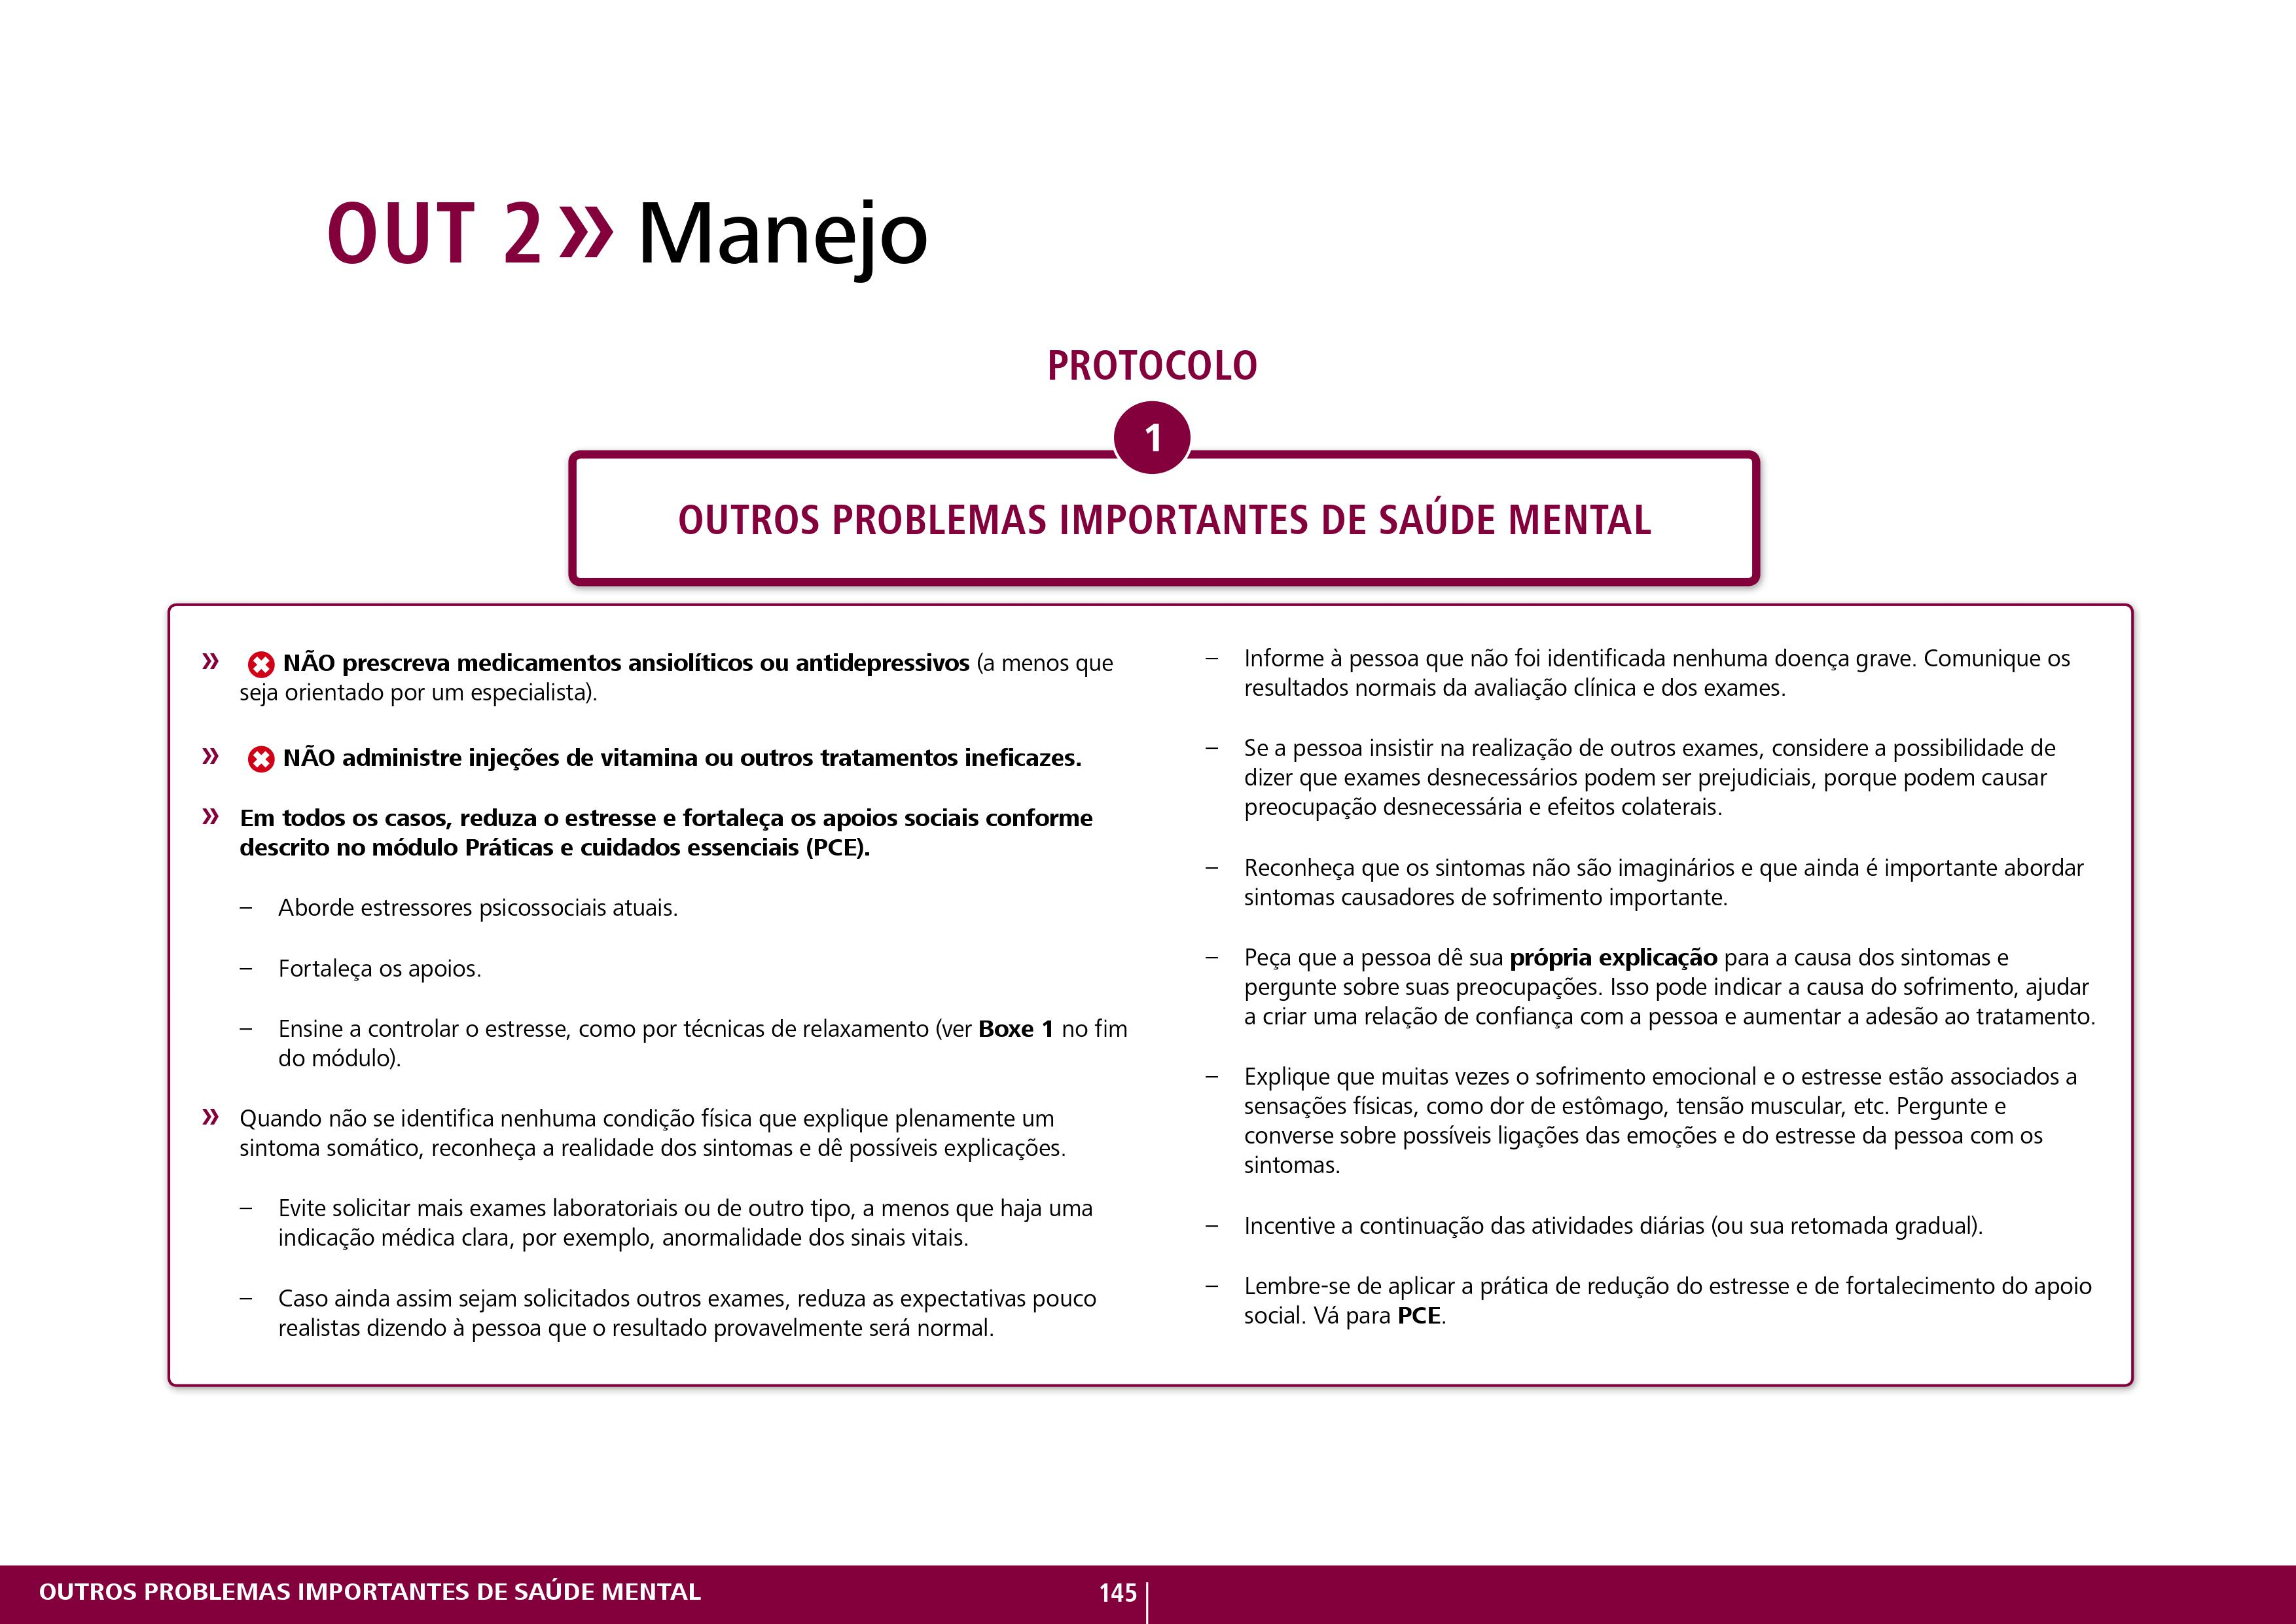 OUT 2 » Manejo
PROTOCOLO
1
OUTROS PROBLEMAS IMPORTANTES DE SAÚDE MENTAL
» NÃO prescreva medicamentos ansiolíticos ou antidepressivos (a menos que
seja orientado por um especialista).
» NÃO administre injeções de vitamina ou outros tratamentos ineficazes.
» Em todos os casos, reduza o estresse e fortaleça os apoios sociais conforme
descrito no módulo Práticas e cuidados essenciais (PCE).
– Aborde estressores psicossociais atuais.
– Fortaleça os apoios.
– Ensine a controlar o estresse, como por técnicas de relaxamento (ver Boxe 1 no fim
do módulo).
» Quando não se identifica nenhuma condição física que explique plenamente um
sintoma somático, reconheça a realidade dos sintomas e dê possíveis explicações.
– Evite solicitar mais exames laboratoriais ou de outro tipo, a menos que haja uma
indicação médica clara, por exemplo, anormalidade dos sinais vitais.
– Caso ainda assim sejam solicitados outros exames, reduza as expectativas pouco
realistas dizendo à pessoa que o resultado provavelmente será normal.
– Informe à pessoa que não foi identificada nenhuma doença grave. Comunique os
resultados normais da avaliação clínica e dos exames.
– Se a pessoa insistir na realização de outros exames, considere a possibilidade de
dizer que exames desnecessários podem ser prejudiciais, porque podem causar
preocupação desnecessária e efeitos colaterais.
– Reconheça que os sintomas não são imaginários e que ainda é importante abordar
sintomas causadores de sofrimento importante.
– Peça que a pessoa dê sua própria explicação para a causa dos sintomas e
pergunte sobre suas preocupações. Isso pode indicar a causa do sofrimento, ajudar
a criar uma relação de confiança com a pessoa e aumentar a adesão ao tratamento.
– Explique que muitas vezes o sofrimento emocional e o estresse estão associados a
sensações físicas, como dor de estômago, tensão muscular, etc. Pergunte e
converse sobre possíveis ligações das emoções e do estresse da pessoa com os
sintomas.
– Incentive a continuação das atividades diárias (ou sua retomada gradual).
– Lembre-se de aplicar a prática de redução do estresse e de fortalecimento do apoio
social. Vá para PCE.
OUTROS PROBLEMAS IMPORTANTES DE SAÚDE MENTAL
145